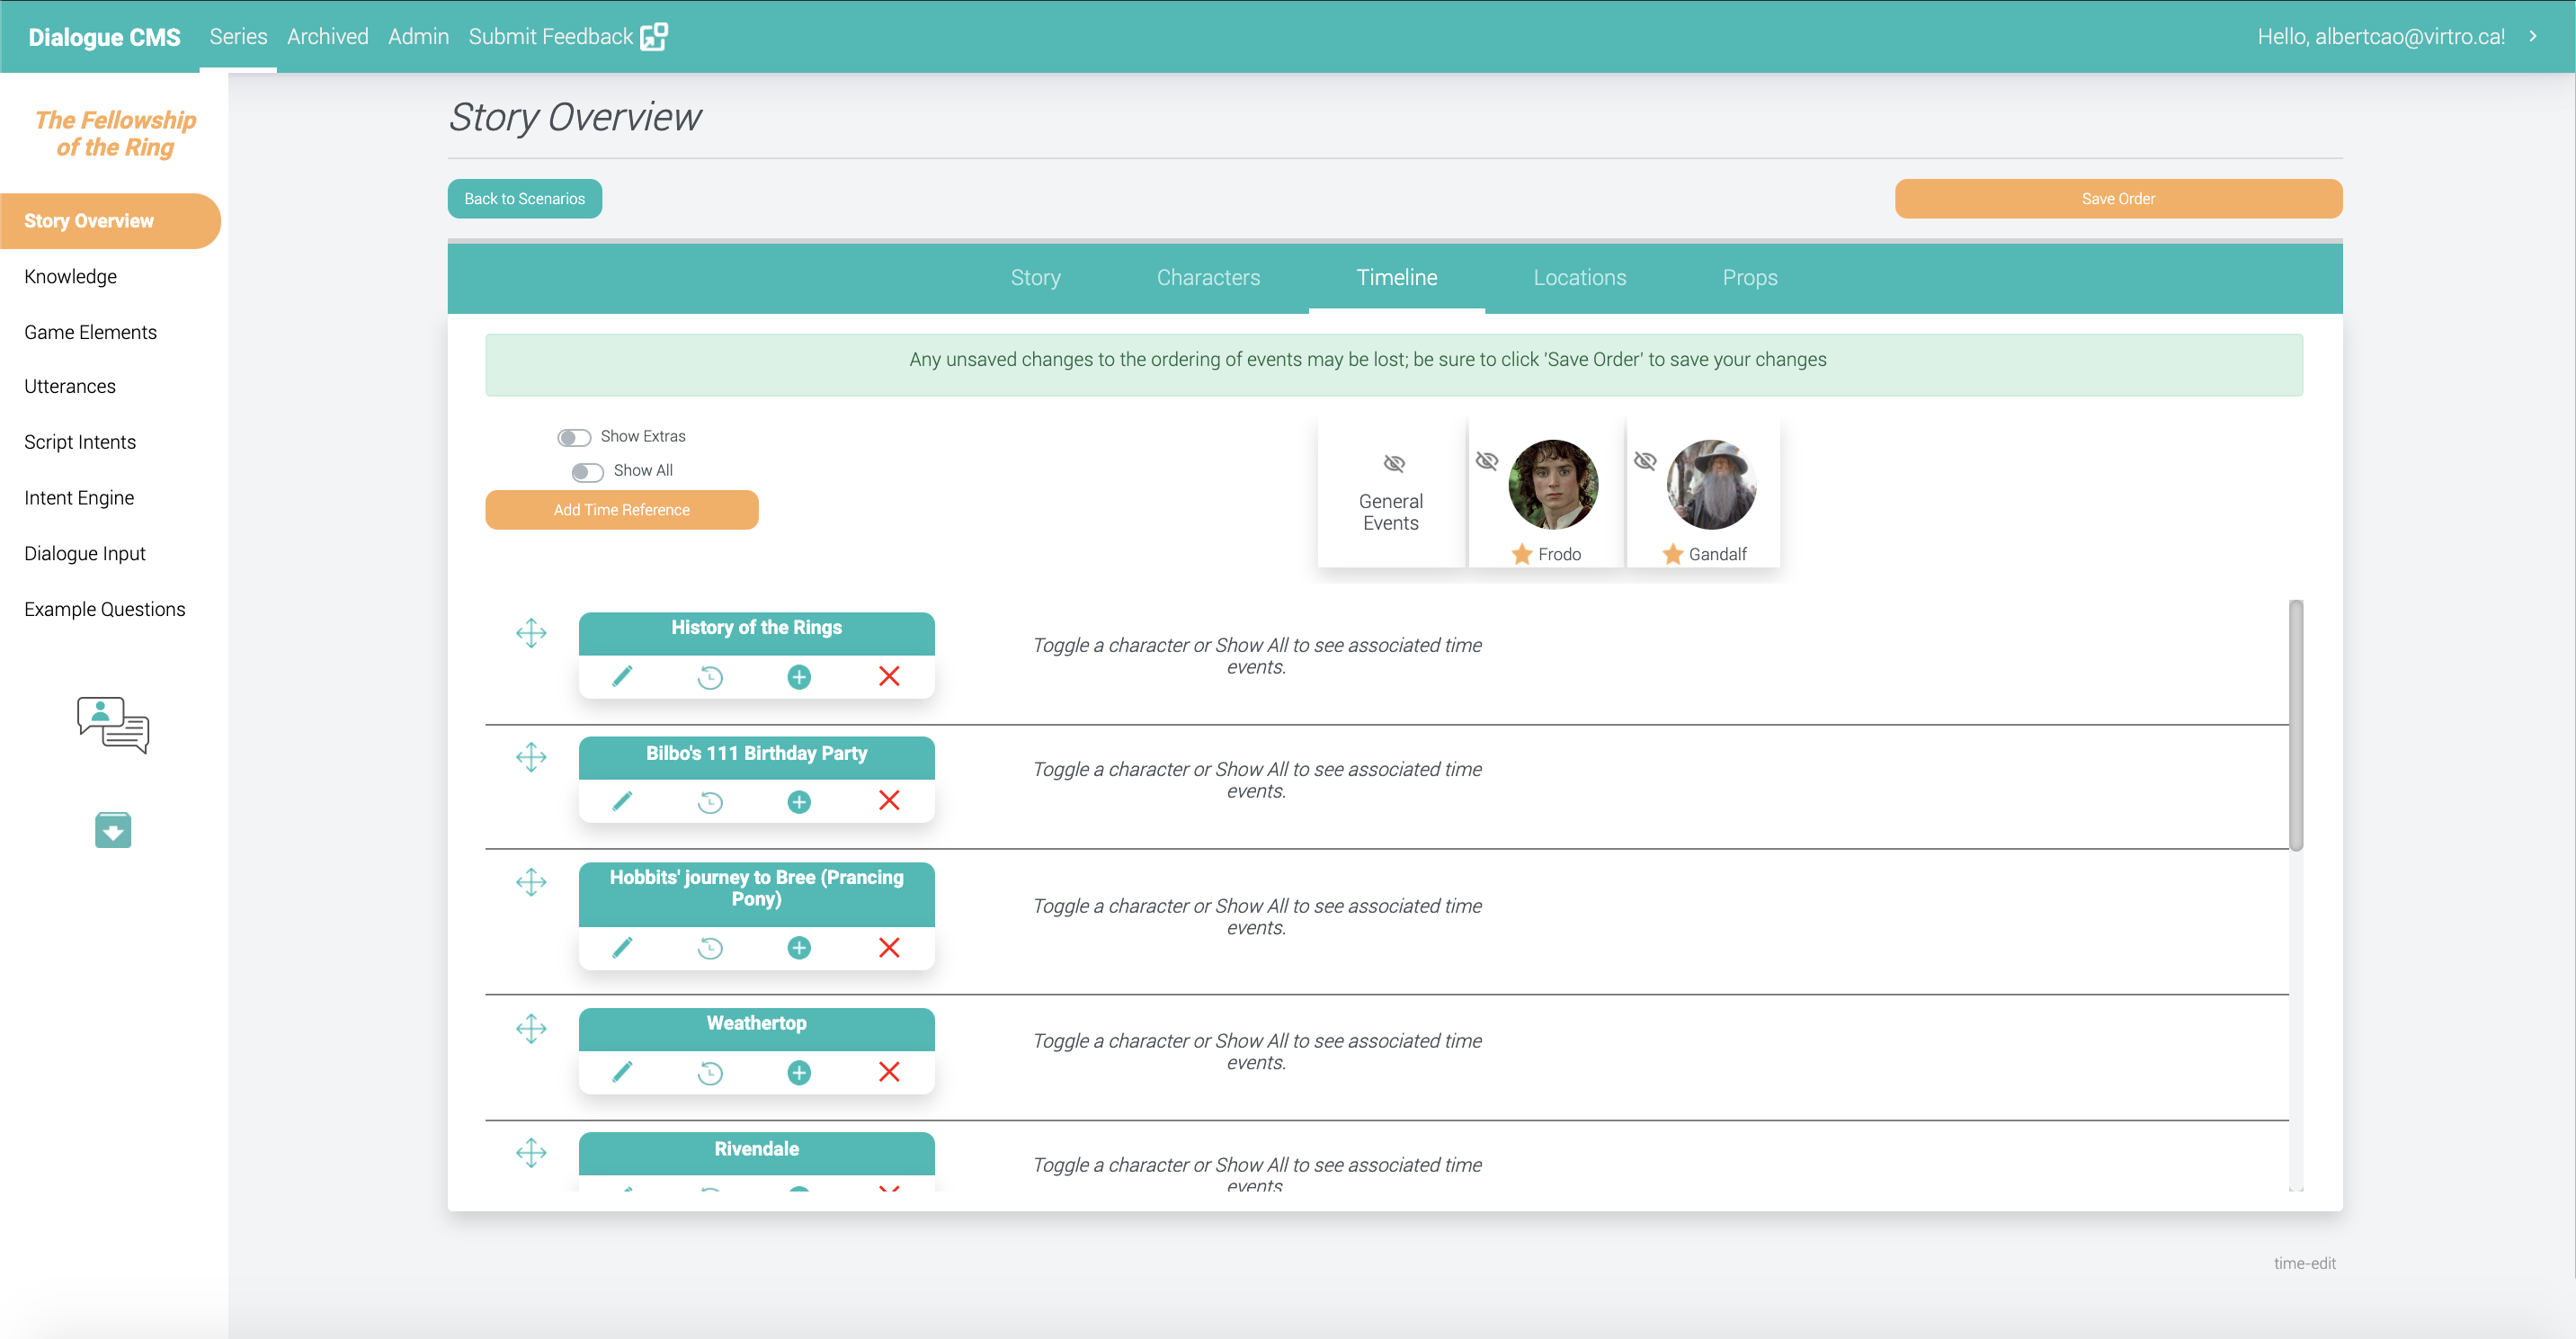 Dialogue CMS Series Archived Admin Submit Feedback Hello, albertcao@virtro.ca!
The Fellowship
of the Ring
Story Overview
Knowledge
Game Elements
Utterances
Script Intents
Intent Engine
Dialogue Input
Example Questions
Story Overview
Back to Scenarios
Save Order
Story Characters Timeline Locations Props
Any unsaved changes to the ordering of events may be lost; be sure to click 'Save Order' to save your changes
Show Extras
Show All
Add Time Reference
General
Events
Frodo
Gandalf
History of the Rings
Toggle a character or Show All to see associated time
events.
Bilbo's 111 Birthday Party
Toggle a character or Show All to see associated time
events.
Hobbits' journey to Bree (Prancing
Pony)
Toggle a character or Show All to see associated time
events.
Weathertop
Toggle a character or Show All to see associated time
events.
Rivendale
Toggle a character or Show All to see associated time
events.
time-edit